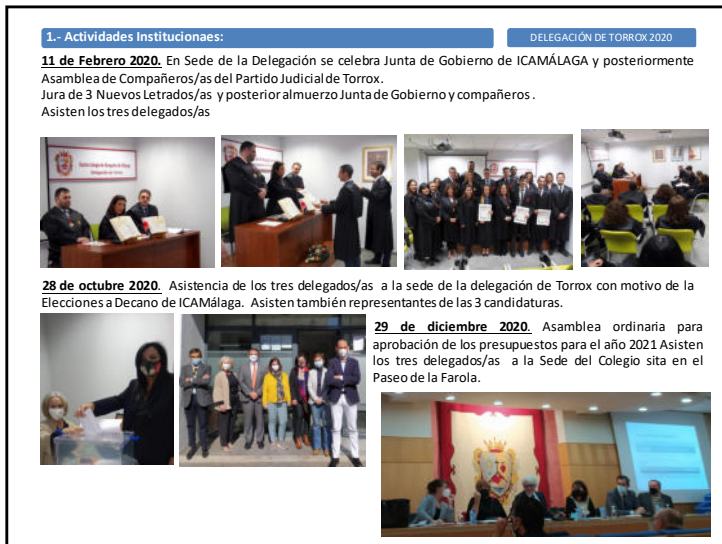 1.- Actividades Institucionaes:
DELEGACIÓN DE TORROX 2020
11 de Febrero 2020. En Sede de la Delegación se celebra Junta de Gobierno de ICAMÁLAGA y posteriormente
Asamblea de Compañeros/as del Partido Judicial de Torrox.
Jura de 3 Nuevos Letrados/as y posterior almuerzo Junta de Gobierno y compañeros .
Asisten los tres delegados/as
28 de octubre 2020. Asistencia de los tres delegados/as a la sede de la delegación de Torrox con motivo de la
Elecciones a Decano de ICAMálaga. Asisten también representantes de las 3 candidaturas.
29 de diciembre 2020. Asamblea ordinaria para
aprobación de los presupuestos para el año 2021 Asisten
los tres delegados/as a la Sede del Colegio sita en el
Paseo de la Farola.